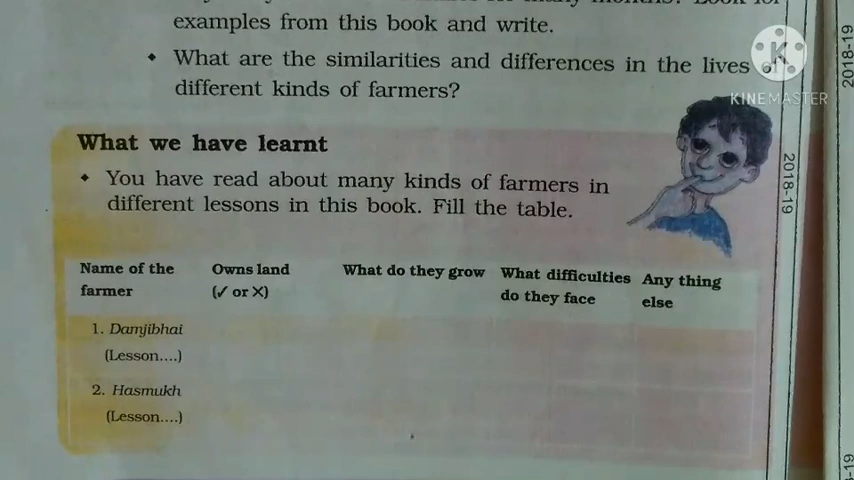 examples from this book and write.
• What are the similarities and differences in the lives of
different kinds of farmers?
KINEMASTER
What we have learnt
• You have read about many kinds of farmers in
different lessons in this book. Fill the table.
Name of the farmer
Owns land (✓ or ✗)
What do they grow
What difficulties do they face
Any thing else
1. Damjibhai
(Lesson....)
2. Hasmukh
(Lesson....)
2018-19
2018-19